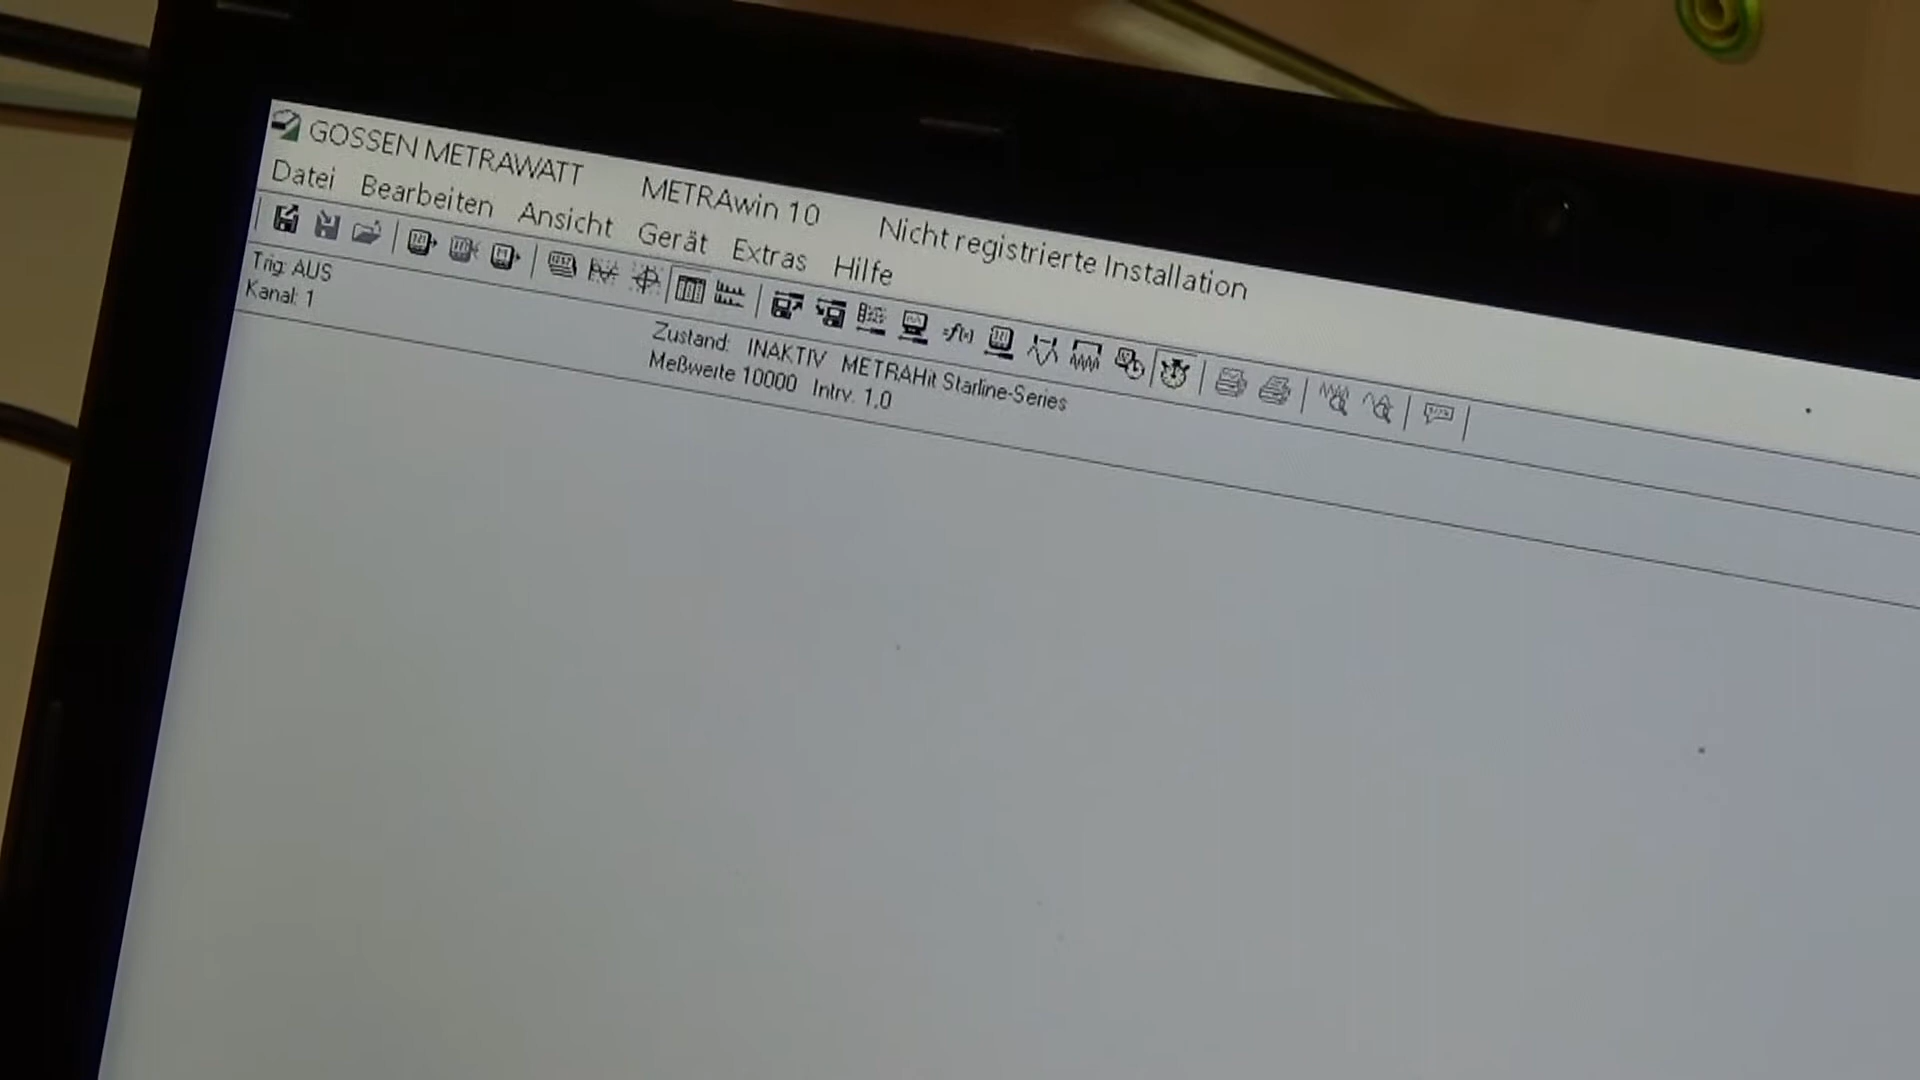 GOSSEN METRAWATT METRAwin 10 Nicht registrierte Installation
Datei Bearbeiten Ansicht Gerät Extras Hilfe
Trig: AUS
Kanal: 1
Zustand: INAKTIV METRAHit Starline-Series
Meßwerte 10000 Intrv. 1,0